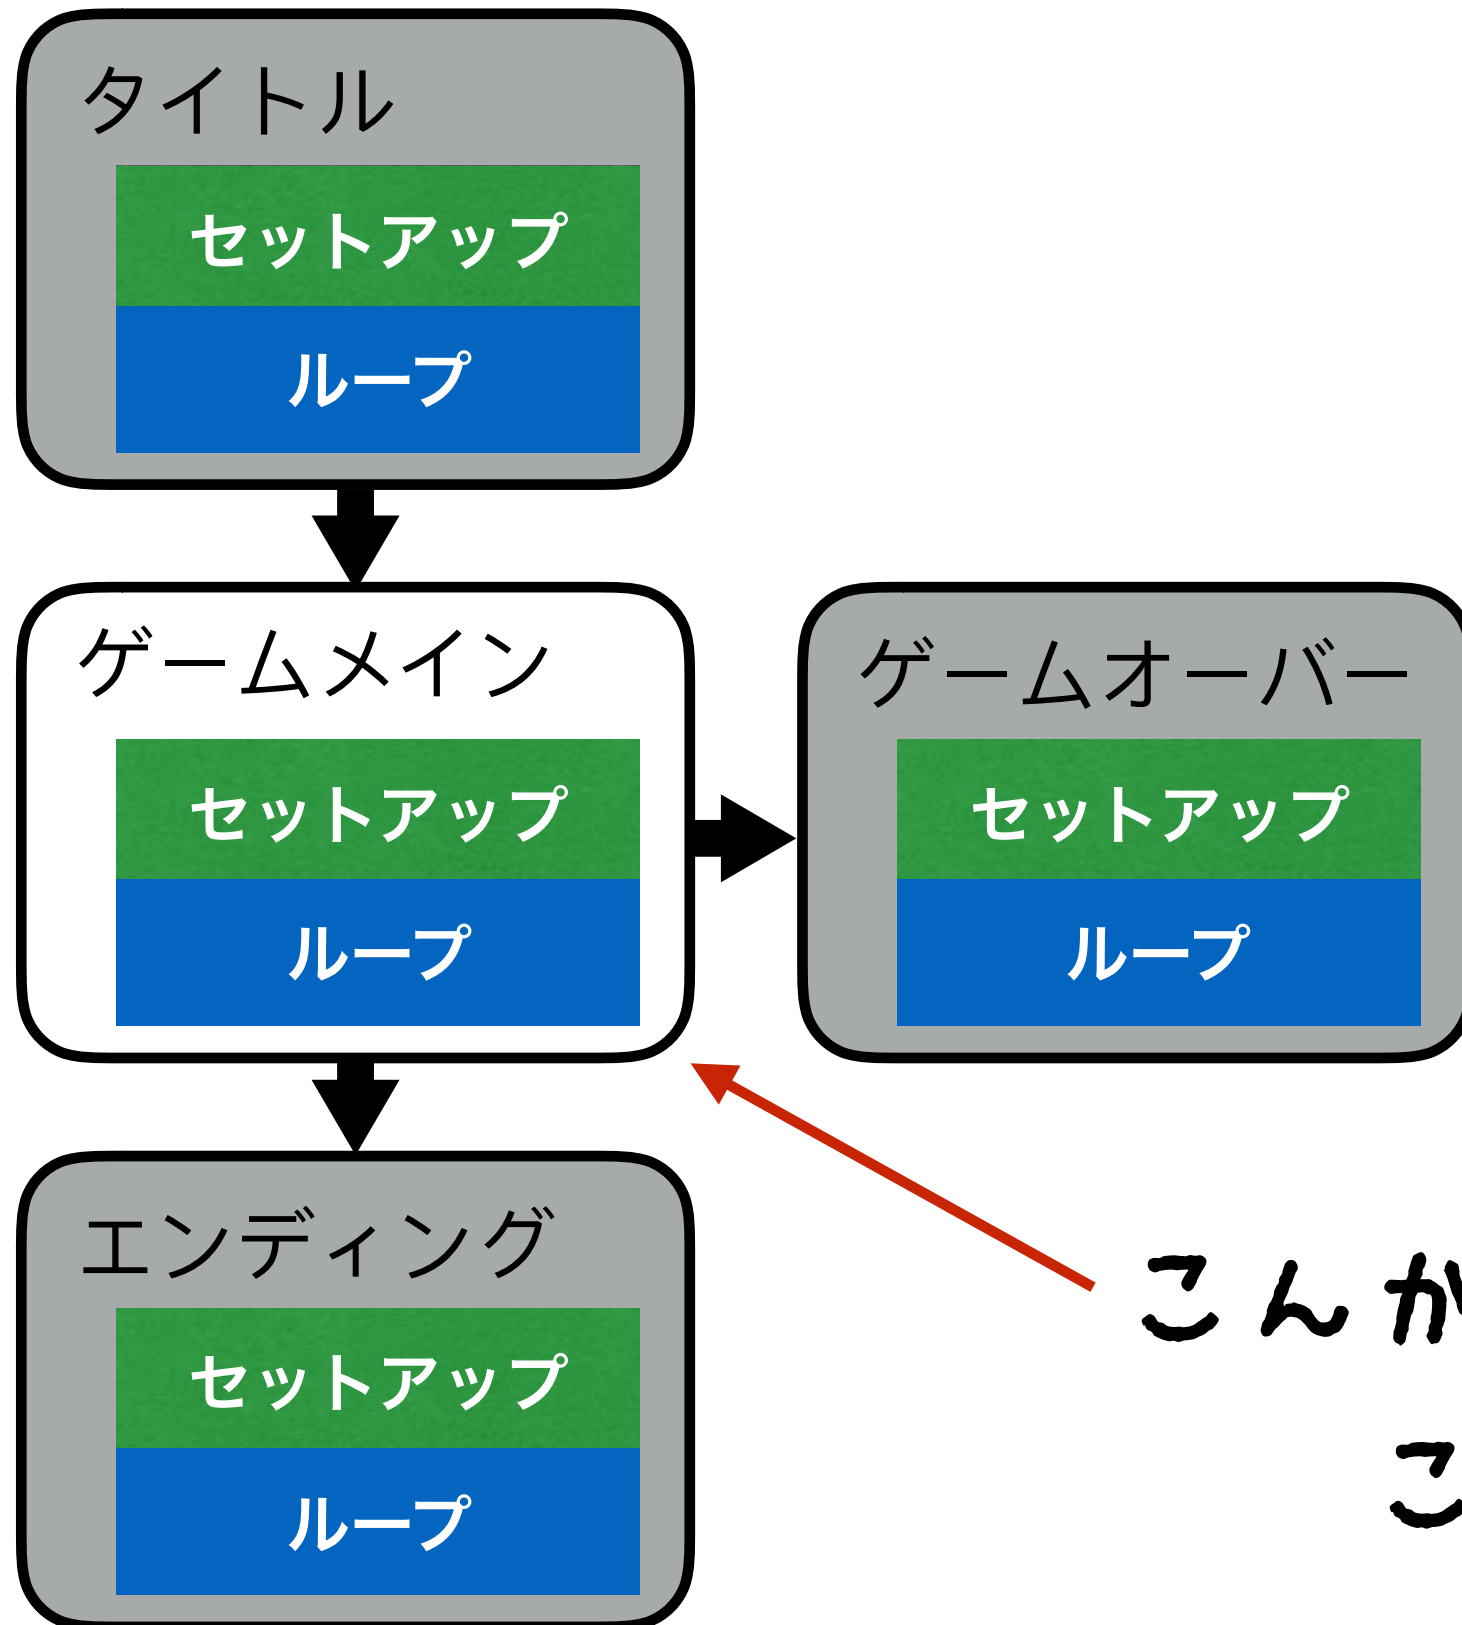 タイトル
セットアップ
ループ
ゲームメイン
セットアップ
ループ
ゲームオーバー
セットアップ
ループ
エンディング
セットアップ
ループ
こん
こ